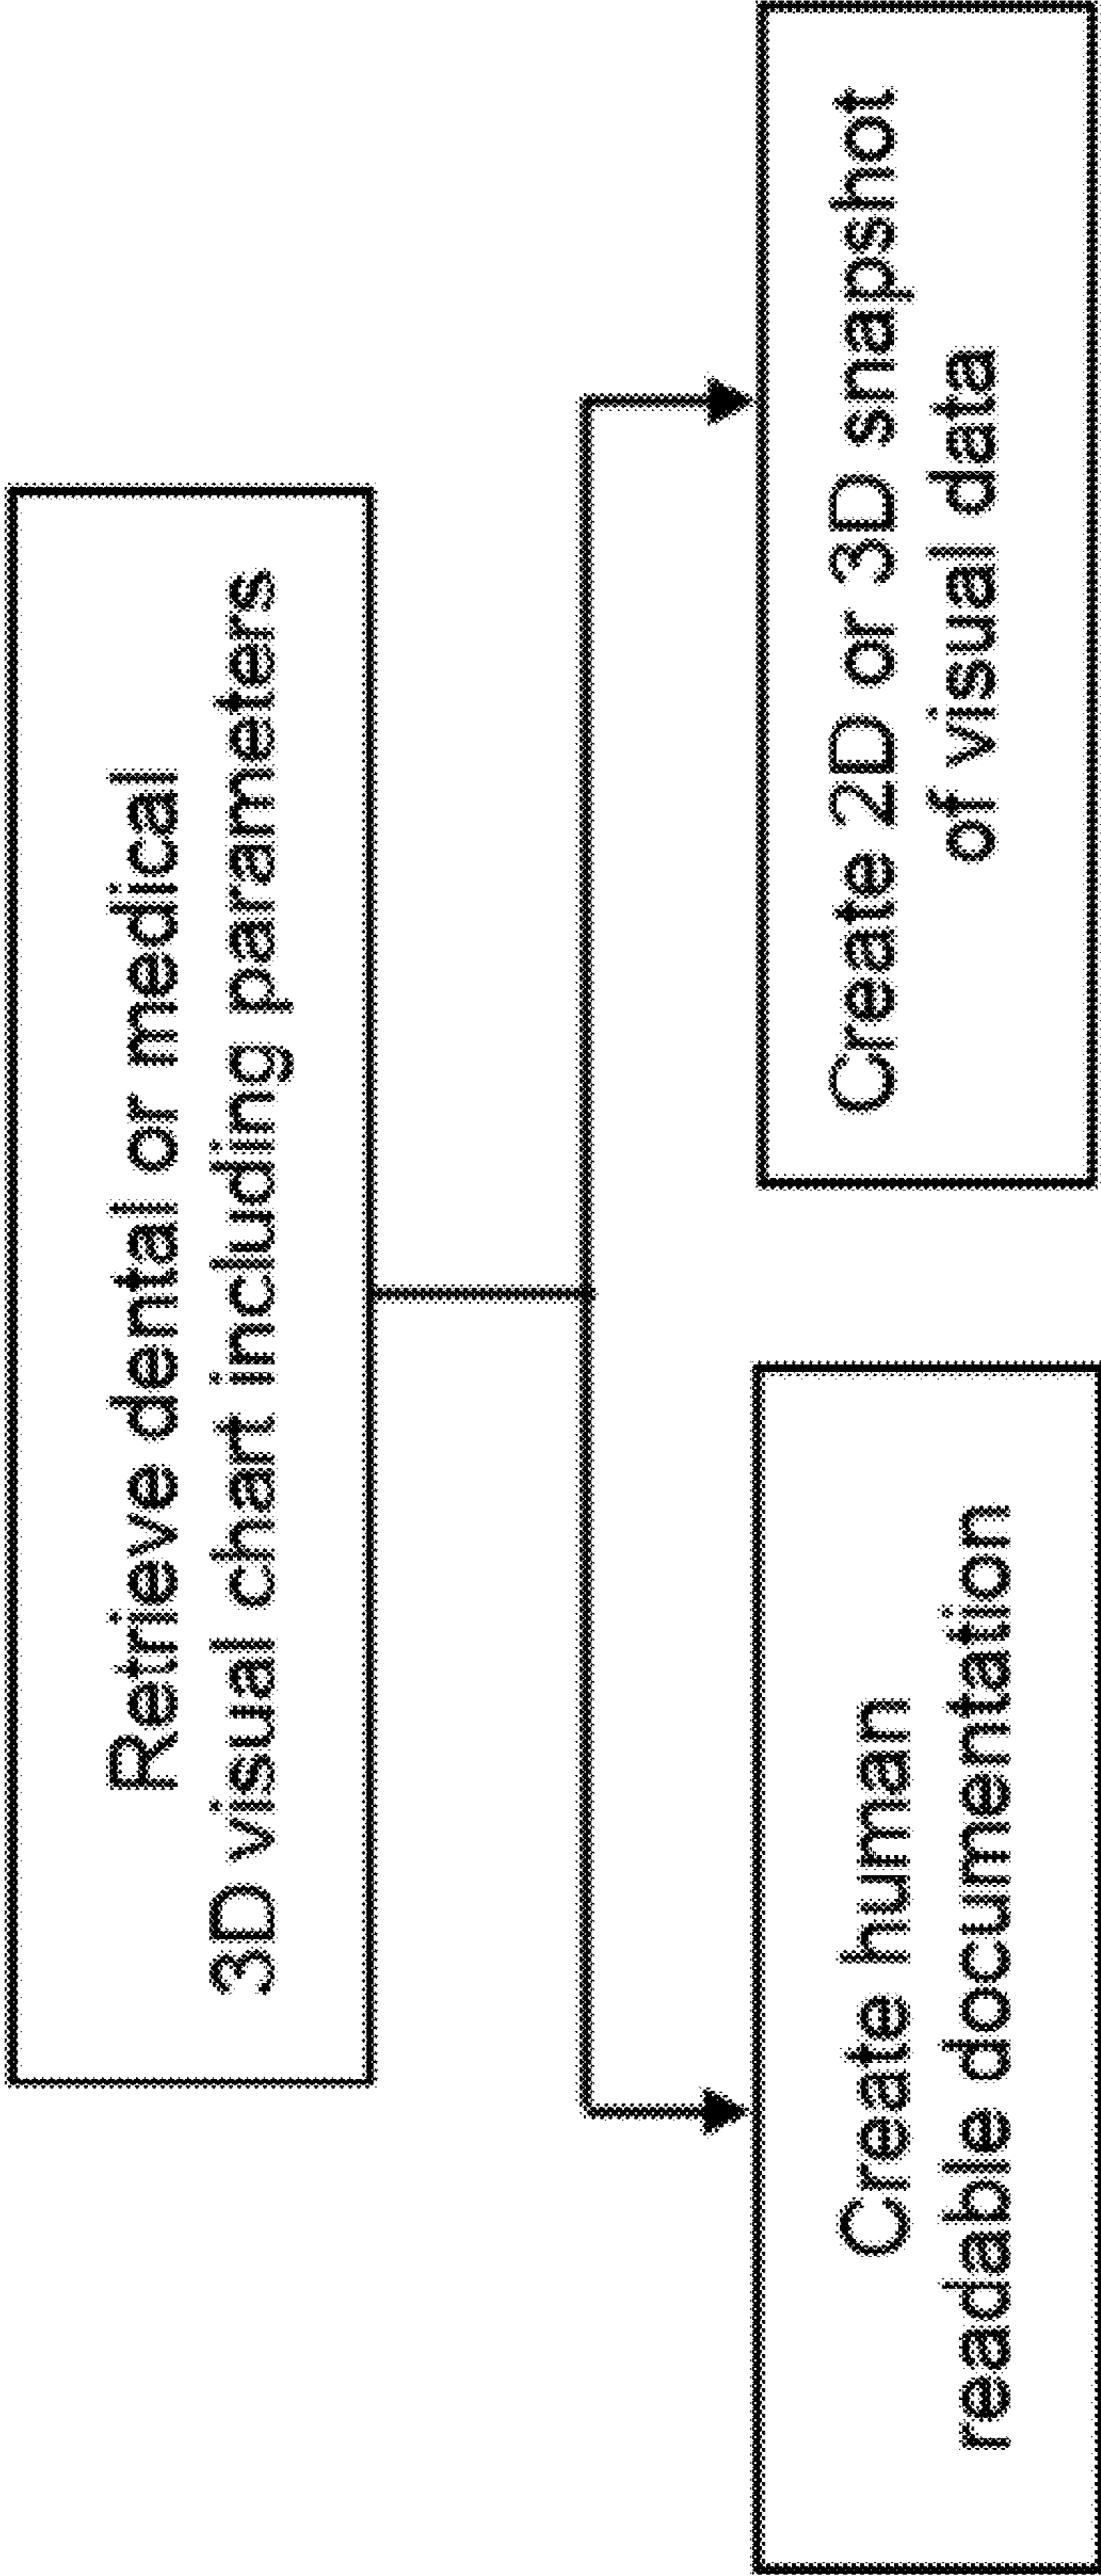 Retrieve dental or medical
3D visual chart including parameters
Create human
readable documentation
Create 2D or 3D snapshot
of visual data